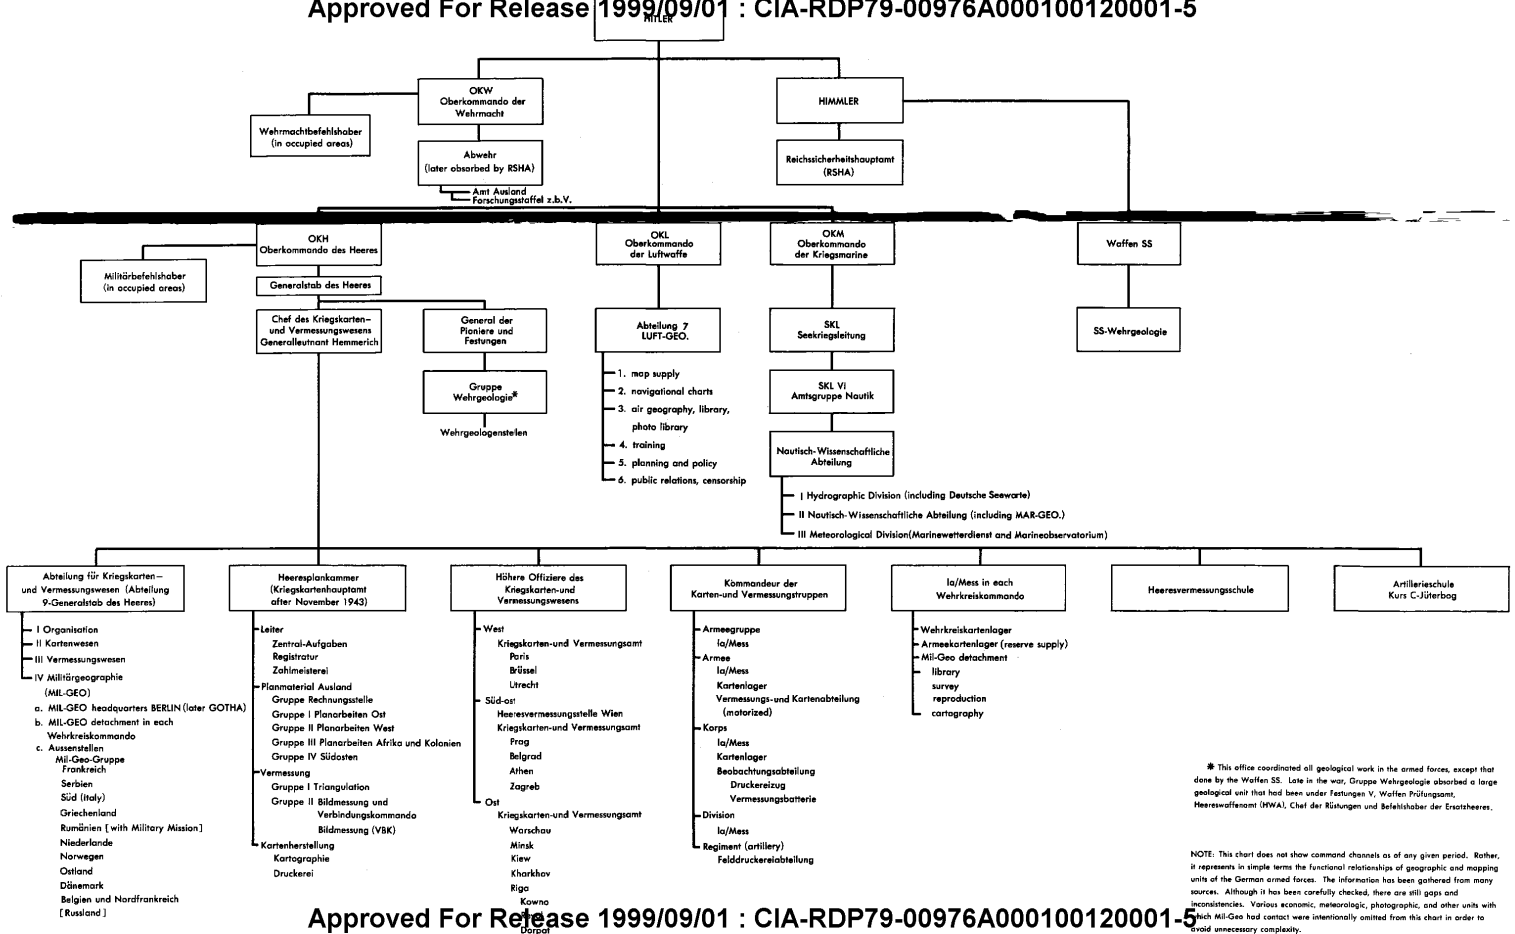 Approved For Release 1999/09/01 : CIA-RDP79-00976A000100120001-5
HITLER
OKW
Oberkommando der
Wehrmacht
HIMMLER
Wehrmachtbefehlshaber
(in occupied areas)
Abwehr
(later absorbed by RSHA)
Amt Ausland
Forschungsstaffel z.b.V.
Reichssicherheitshauptamt
(RSHA)
OKH
Oberkommando des Heeres
OKL
Oberkommando
der Luftwaffe
OKM
Oberkommando
der Kriegsmarine
Waffen SS
Militärbefehlshaber
(in occupied areas)
Generalstab des Heeres
Chef des Kriegskarten-
und Vermessungswesens
Generalleutnant Hemmerich
General der
Pioniere und
Festungen
Abteilung 7
LUFT-GEO.
SKL
Seekriegsleitung
SS-Wehrgeologie
Gruppe
Wehrgeologie*
Wehrgeologenstellen
1. map supply
2. navigational charts
3. air geography, library,
photo library
4. training
5. planning and policy
6. public relations, censorship
SKL VI
Amtsgruppe Nautik
Nautisch-Wissenschaftliche
Abteilung
I Hydrographic Division (including Deutsche Seewarte)
II Nautisch-Wissenschaftliche Abteilung (including MAR-GEO.)
III Meteorological Division(Marinewetterdienst and Marineobservatorium)
Abteilung für Kriegskarten-
und Vermessungswesen (Abteilung
9-Generalstab des Heeres)
I Organisation
II Kartenwesen
III Vermessungswesen
IV Militärgeographie
(MIL-GEO)
a. MIL-GEO headquarters BERLIN (later GOTHA)
b. MIL-GEO detachment in each
Wehrkreiskommando
c. Aussenstellen
Mil-Geo-Gruppe
Frankreich
Serbien
Süd (Italy)
Griechenland
Rumänien [with Military Mission]
Niederlande
Norwegen
Ostland
Dänemark
Belgien und Nordfrankreich
[Russland]
Heeresplankammer
(Kriegskartenhauptamt
after November 1943)
Leiter
Zentral-Aufgaben
Registratur
Zahlmeisterei
Planmaterial Ausland
Gruppe Rechnungsstelle
Gruppe I Planarbeiten Ost
Gruppe II Planarbeiten West
Gruppe III Planarbeiten Afrika und Kolonien
Gruppe IV Südosten
Vermessung
Gruppe I Triangulation
Gruppe II Bildmessung und
Verbindungskommando
Bildmessung (VBK)
Kartenherstellung
Kartographie
Druckerei
Höhere Offiziere des
Kriegskarten-und
Vermessungswesens
West
Kriegskarten-und Vermessungsamt
Paris
Brüssel
Utrecht
Süd-ost
Heeresvermessungsstelle Wien
Kriegskarten-und Vermessungsamt
Prag
Belgrad
Athen
Zagreb
Ost
Kriegskarten-und Vermessungsamt
Warschau
Minsk
Kiew
Kharkhov
Riga
Kowno
Dorpat
Kommandeur der
Karten-und Vermessungstruppen
Armeegruppe
Ia/Mess
Armee
Ia/Mess
Kartenlager
Vermessungs-und Kartenabteilung
(motorized)
Korps
Ia/Mess
Kartenlager
Beobachtungsabteilung
Druckereizug
Vermessungsbatterie
Division
Ia/Mess
Regiment (artillery)
Felddruckereiabteilung
Ia/Mess in each
Wehrkreiskommando
Wehrkreiskartenlager
Armeekartenlager (reserve supply)
Mil-Geo detachment
library
survey
reproduction
cartography
Heeresvermessungsschule
Artillerieschule
Kurs C-Jüterbog
* This office coordinated all geological work in the armed forces, except that
done by the Waffen SS. Late in the war, Gruppe Wehrgeologie absorbed a large
geological unit that had been under Festungen V, Waffen Prüfungsamt,
Heereswaffenamt (HWA), Chef der Rüstungen und Befehlshaber der Ersatzheeres.
NOTE: This chart does not show command channels as of any given period. Rather,
it represents in simple terms the functional relationships of geographic and mapping
units of the German armed forces. The information has been gathered from many
sources. Although it has been carefully checked, there are still gaps and
inconsistencies. Various economic, meteorologic, photographic, and other units with
which Mil-Geo had contact were intentionally omitted from this chart in order to
avoid unnecessary complexity.
Approved For Release 1999/09/01 : CIA-RDP79-00976A000100120001-5